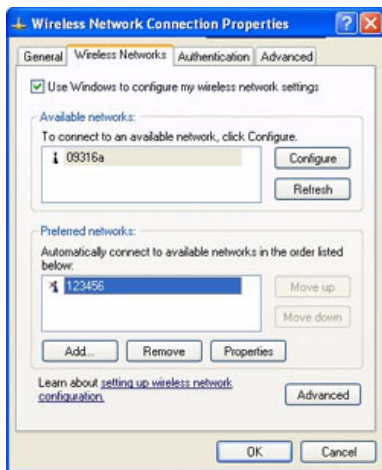 Wireless Network Connection Properties
General Wireless Networks Authentication Advanced
Use Windows to configure my wireless network settings
Available networks:
To connect to an available network, click Configure.
09316a
Configure
Refresh
Preferred networks:
Automatically connect to available networks in the order listed
below:
123456
Move up
Move down
Add... Remove Properties
Learn about setting up wireless network
configuration.
Advanced
OK Cancel